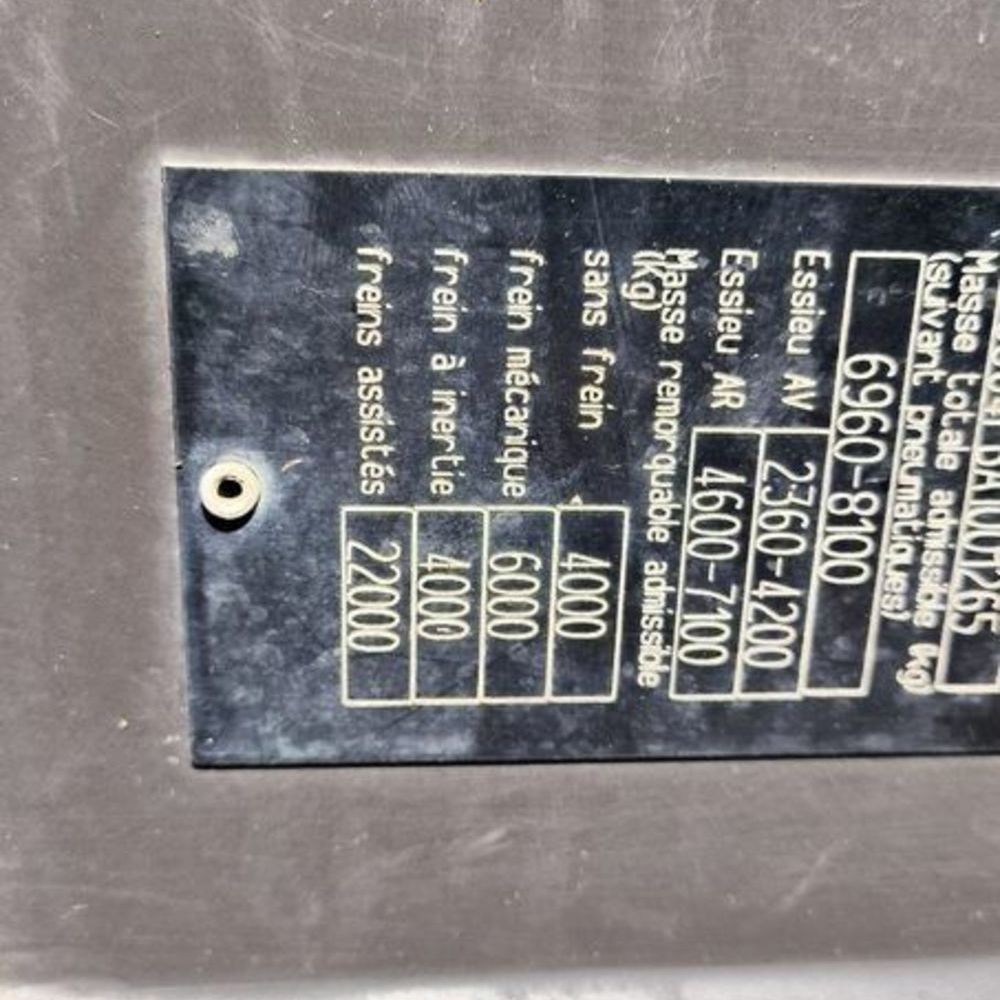 Masse totale admissible (kg)
(suivant pneumatiques)
6960-8100
Essieu AV 2360-4200
Essieu AR 4600-7100
Masse remorquable admissible
(kg)
sans frein 4000
frein mécanique 6000
frein à inertie 4000
freins assistés 22000